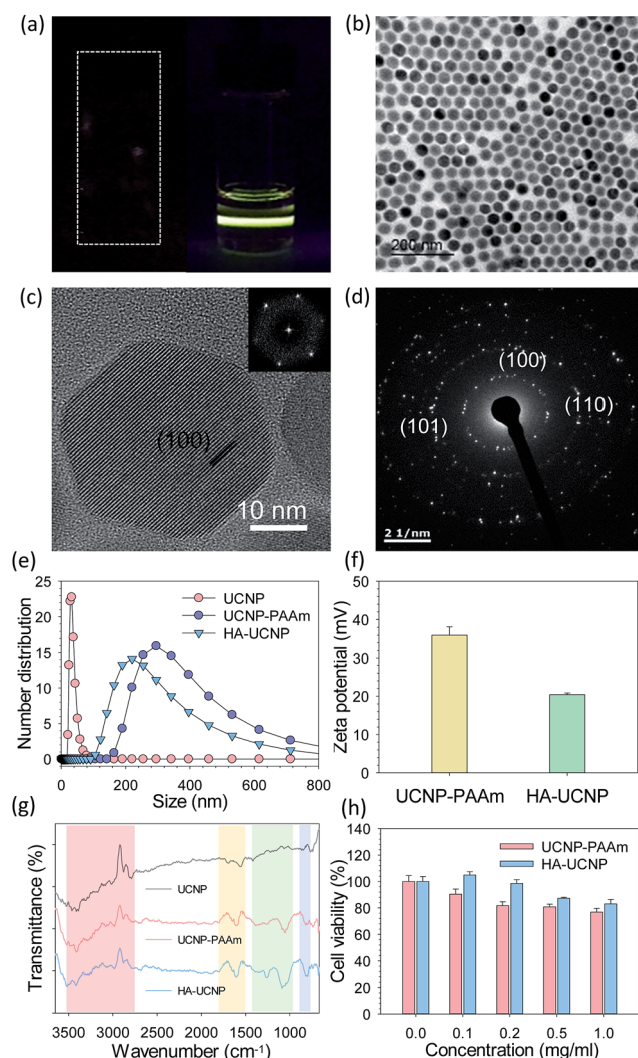 (a)
(b)
200 nm
(c)
(100)
10 nm
(d)
(100)
(110)
(101)
2 1/nm
(e)
25
20
15
10
5
0
Number distribution
UCNP
UCNP-PAAm
HA-UCNP
0 200 400 600 800
Size (nm)
(f)
50
40
30
20
10
0
Zeta potential (mV)
UCNP-PAAm HA-UCNP
(g)
Transmittance (%)
UCNP
UCNP-PAAm
HA-UCNP
3500 3000 2500 2000 1500 1000
Wavenumber (cm-1)
(h)
140
120
100
80
60
40
20
0
Cell viability (%)
UCNP-PAAm
HA-UCNP
0.0 0.1 0.2 0.5 1.0
Concentration (mg/ml)